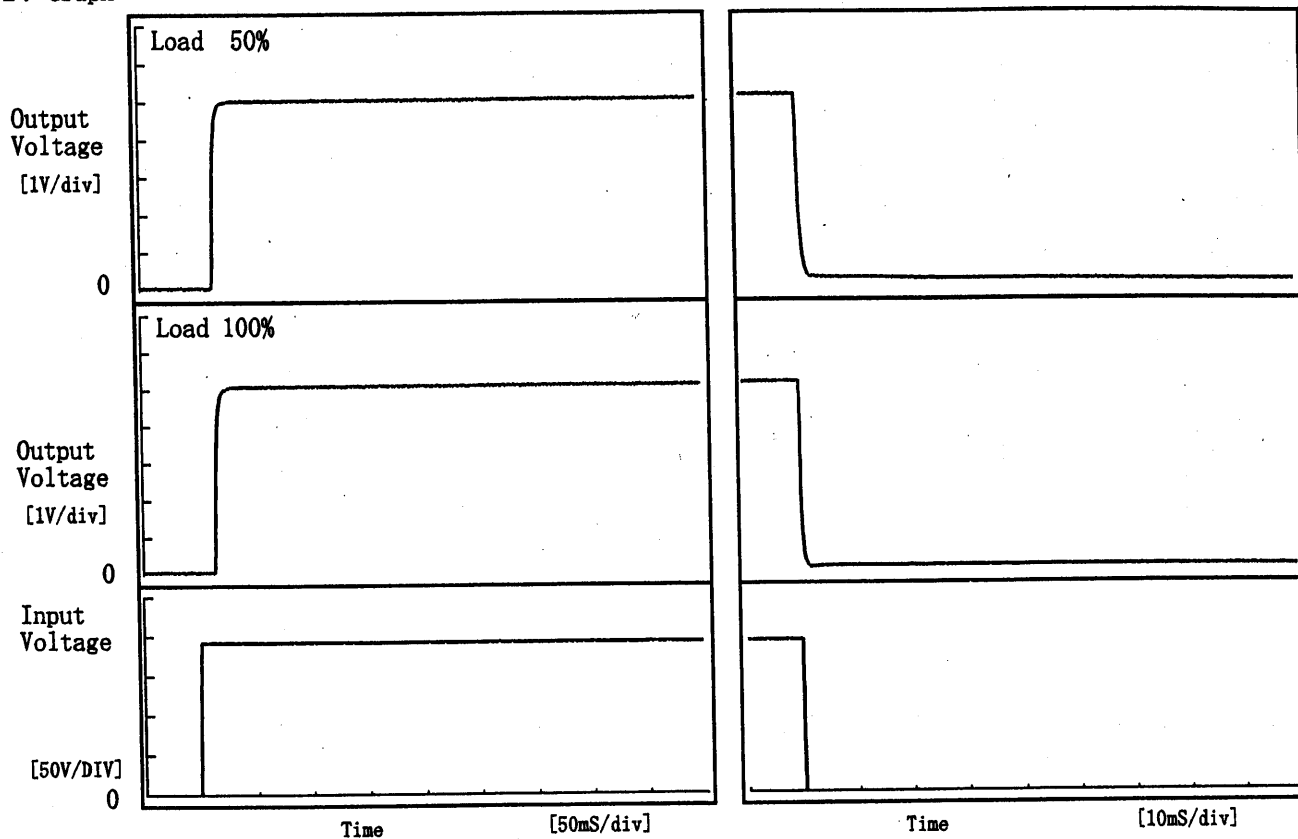 Load 50%
Output
Voltage
[1V/div]
0
Load 100%
Output
Voltage
[1V/div]
0
Input
Voltage
[50V/DIV]
0
Time [50mS/div]
Time [10mS/div]